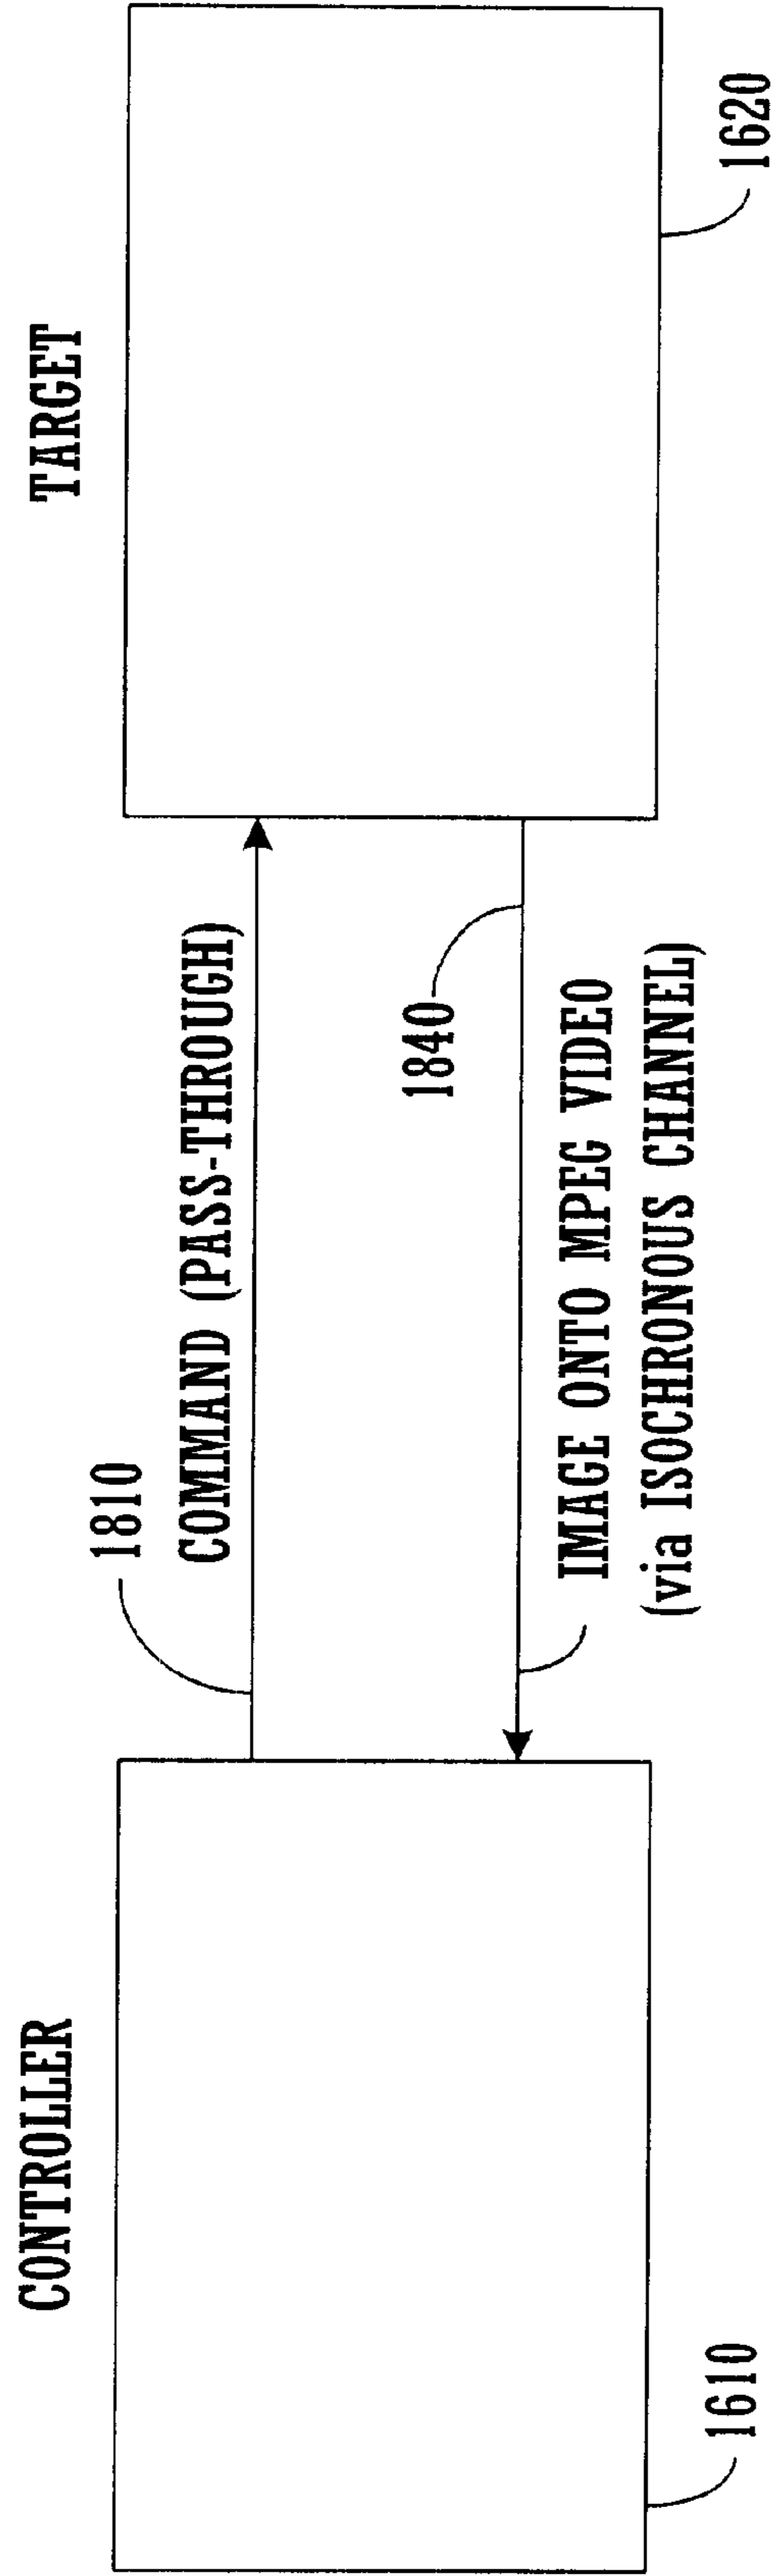 CONTROLLER
TARGET
1810
COMMAND (PASS-THROUGH)
1840
IMAGE ONTO MPEG VIDEO
(via ISOCHRONOUS CHANNEL)
1610
1620